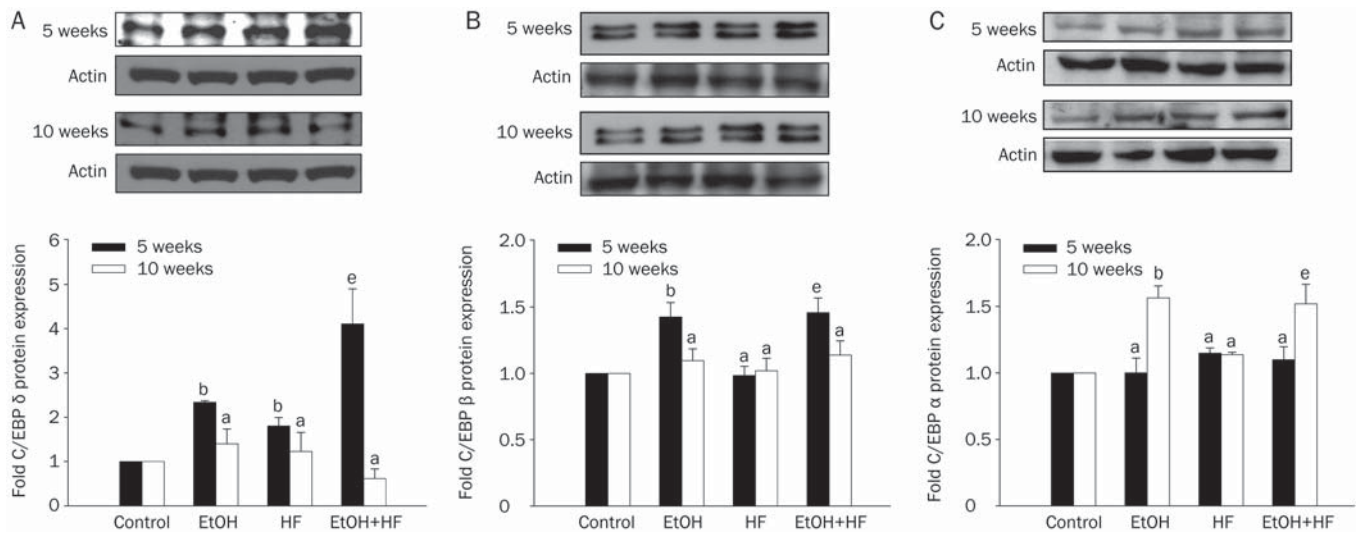 A
5 weeks
Actin
10 weeks
Actin
Fold C/EBP δ protein expression
6
5
4
3
2
1
0
5 weeks
10 weeks
b
a
b
a
e
a
Control EtOH HF EtOH+HF
B
5 weeks
Actin
10 weeks
Actin
Fold C/EBP β protein expression
2.0
1.5
1.0
0.5
0
5 weeks
10 weeks
b
a
a
a
e
a
Control EtOH HF EtOH+HF
C
5 weeks
Actin
10 weeks
Actin
Fold C/EBP α protein expression
2.0
1.5
1.0
0.5
0
5 weeks
10 weeks
a
b
a
a
a
e
Control EtOH HF EtOH+HF